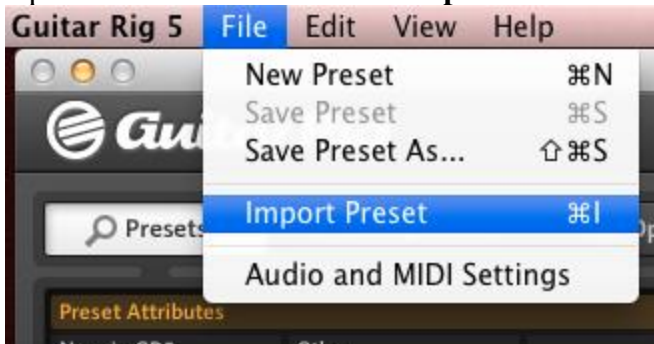 Guitar Rig 5 File Edit View Help
New Preset ⌘N
Save Preset ⌘S
Save Preset As... ⇧⌘S
Import Preset ⌘I
Presets
Audio and MIDI Settings
Preset Attributes